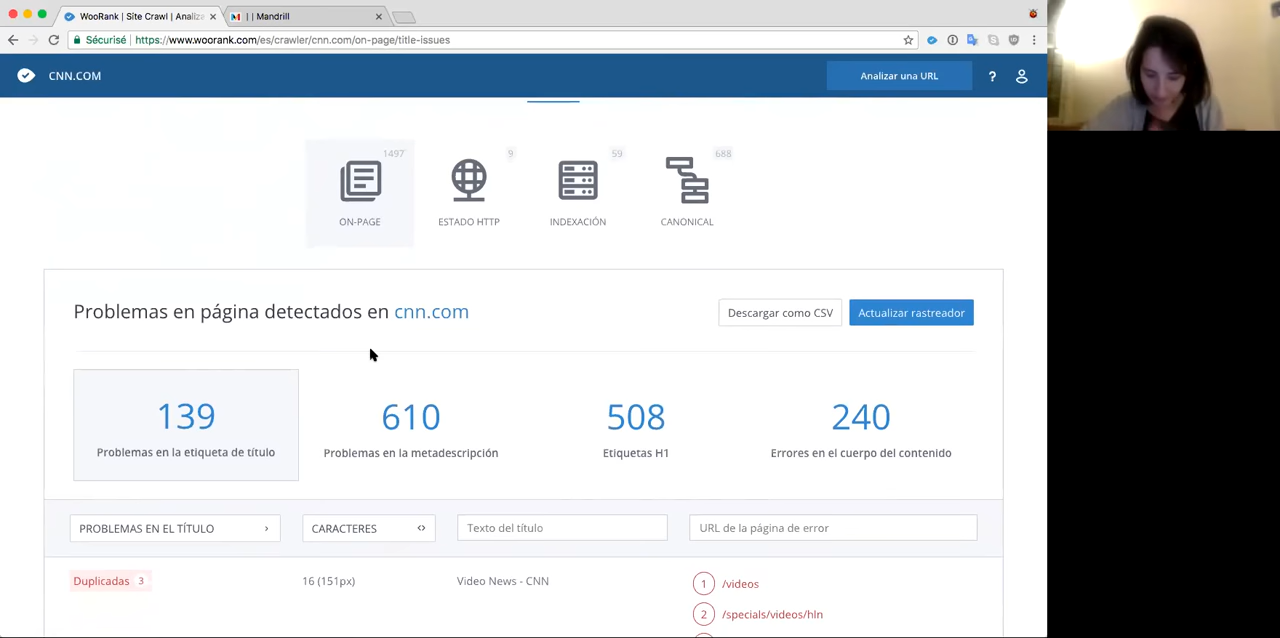 WooRank | Site Crawl | Analiza
| | Mandrill
Sécurisé
https://www.woorank.com/es/crawler/cnn.com/on-page/title-issues
CNN.COM
Analizar una URL
?
1497
9
59
688
ON-PAGE
ESTADO HTTP
INDEXACIÓN
CANONICAL
Problemas en página detectados en cnn.com
Descargar como CSV
Actualizar rastreador
139
610
508
240
Problemas en la etiqueta de título
Problemas en la metadescripción
Etiquetas H1
Errores en el cuerpo del contenido
PROBLEMAS EN EL TÍTULO
CARACTERES
Texto del título
URL de la página de error
Duplicadas 3
16 (151px)
Video News - CNN
1 /videos
2 /specials/videos/hln